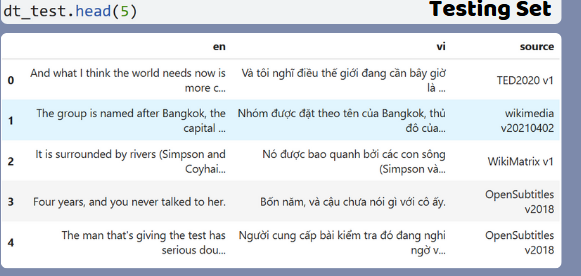 dt_test.head(5)
Testing Set
en vi source
0 And what I think the world needs now is more c... Và tôi nghĩ điều thế giới đang cần bây giờ là ... TED2020 v1
1 The group is named after Bangkok, the capital ... Nhóm được đặt theo tên của Bangkok, thủ đô của... wikimedia v20210402
2 It is surrounded by rivers (Simpson and Coyhai... Nó được bao quanh bởi các con sông (Simpson và... WikiMatrix v1
3 Four years, and you never talked to her. Bốn năm, và cậu chưa nói gì với cô ấy. OpenSubtitles v2018
4 The man that's giving the test has serious dou... Người cung cấp bài kiểm tra đó đang nghi ngờ v... OpenSubtitles v2018